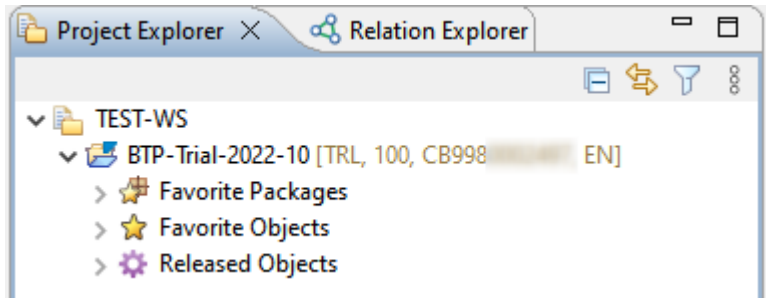 Project Explorer Relation Explorer
TEST-WS
BTP-Trial-2022-10 [TRL, 100, CB998 EN]
Favorite Packages
Favorite Objects
Released Objects